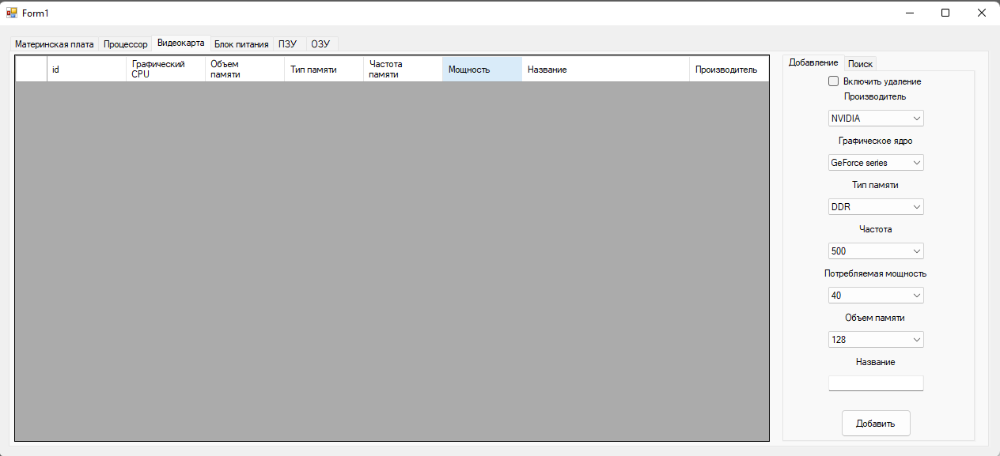 Form1
Материнская плата Процессор Видеокарта Блок питания ПЗУ ОЗУ
id
Графический
CPU
Объем
памяти
Тип памяти
Частота
памяти
Мощность
Название
Производитель
Добавление Поиск
Включить удаление
Производитель
NVIDIA
Графическое ядро
GeForce series
Тип памяти
DDR
Частота
500
Потребляемая мощность
40
Объем памяти
128
Название
Добавить